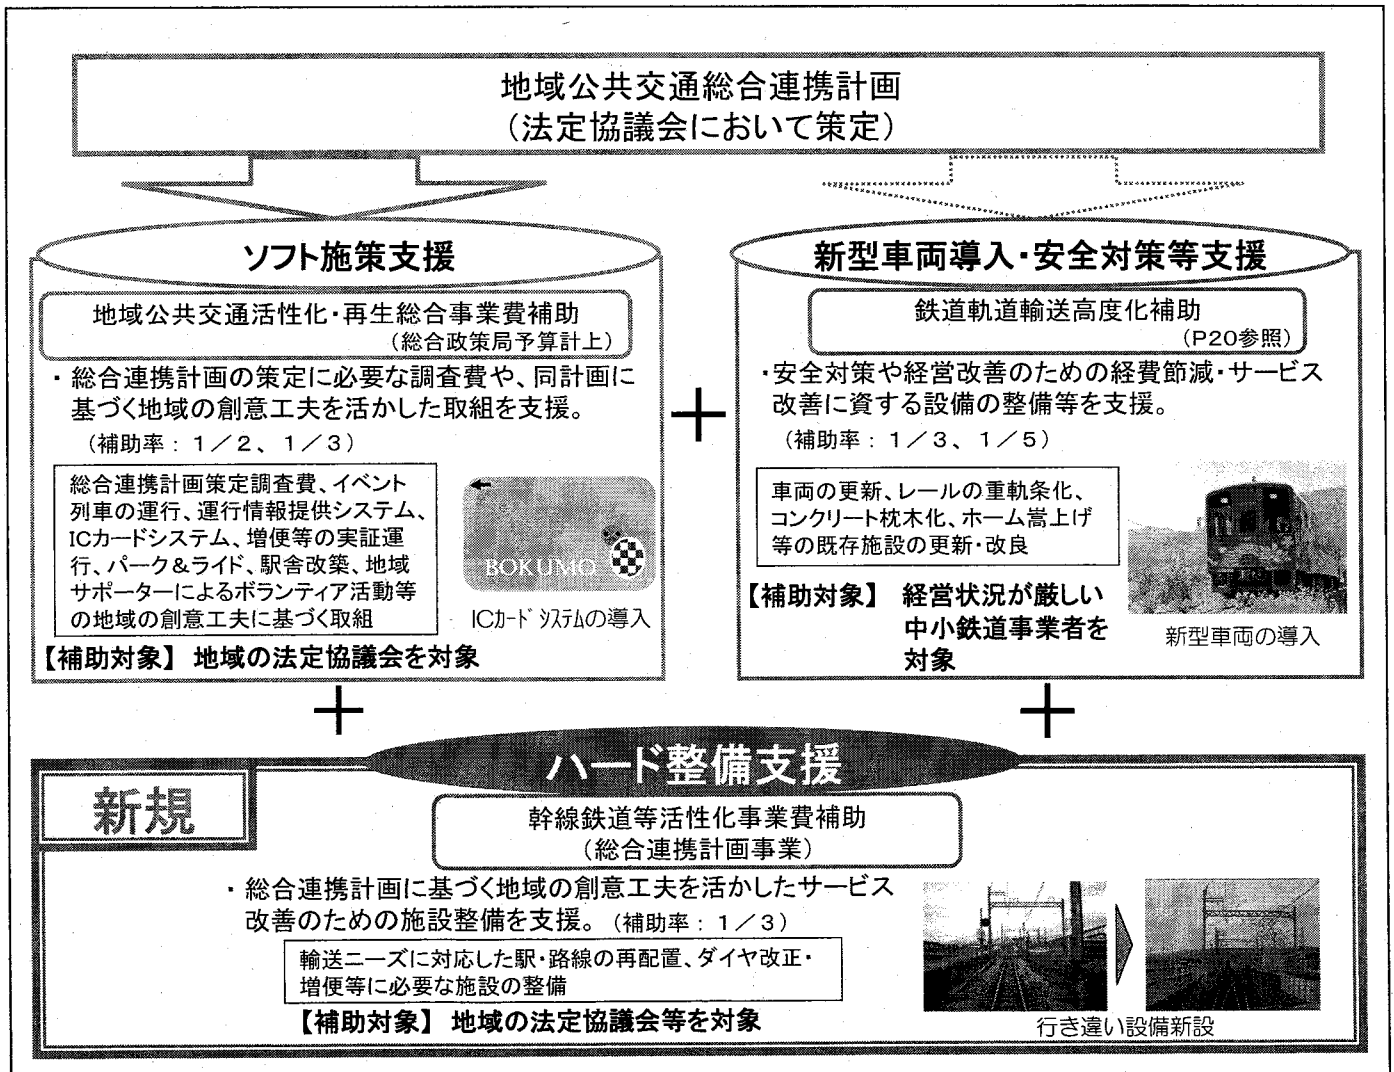 地域公共交通総合連携計画
(法定協議会において策定)
ソフト施策支援
地域公共交通活性化・再生総合事業費補助
(総合政策局予算計上)
・総合連携計画の策定に必要な調査費や、同計画に
基づく地域の創意工夫を活かした取組を支援。
(補助率:1/2、1/3)
総合連携計画策定調査費、イベント
列車の運行、運行情報提供システム、
ICカードシステム、増便等の実証運
行、パーク&ライド、駅舎改築、地域
サポーターによるボランティア活動等
の地域の創意工夫に基づく取組
BOKUMO
ICカードシステムの導入
【補助対象】地域の法定協議会を対象
+
新型車両導入・安全対策等支援
鉄道軌道輸送高度化補助
(P20参照)
・安全対策や経営改善のための経費節減・サービス
改善に資する設備の整備等を支援。
(補助率:1/3、1/5)
車両の更新、レールの重軌条化、
コンクリート枕木化、ホーム嵩上げ
等の既存施設の更新・改良
【補助対象】 経営状況が厳しい
中小鉄道事業者を
対象
新型車両の導入
+
+
ハード整備支援
新規
幹線鉄道等活性化事業費補助
(総合連携計画事業)
・総合連携計画に基づく地域の創意工夫を活かしたサービス
改善のための施設整備を支援。(補助率:1/3)
輸送ニーズに対応した駅・路線の再配置、ダイヤ改正・
増便等に必要な施設の整備
【補助対象】地域の法定協議会等を対象
行き違い設備新設